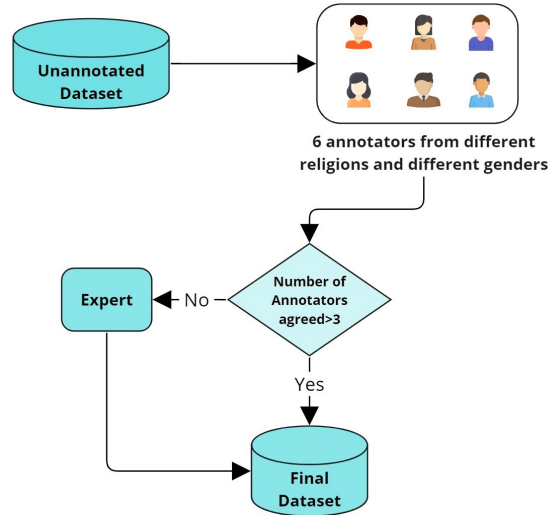 Unannotated
Dataset
6 annotators from different
religions and different genders
Number of
Annotators
agreed>3
Expert
No
Yes
Final
Dataset